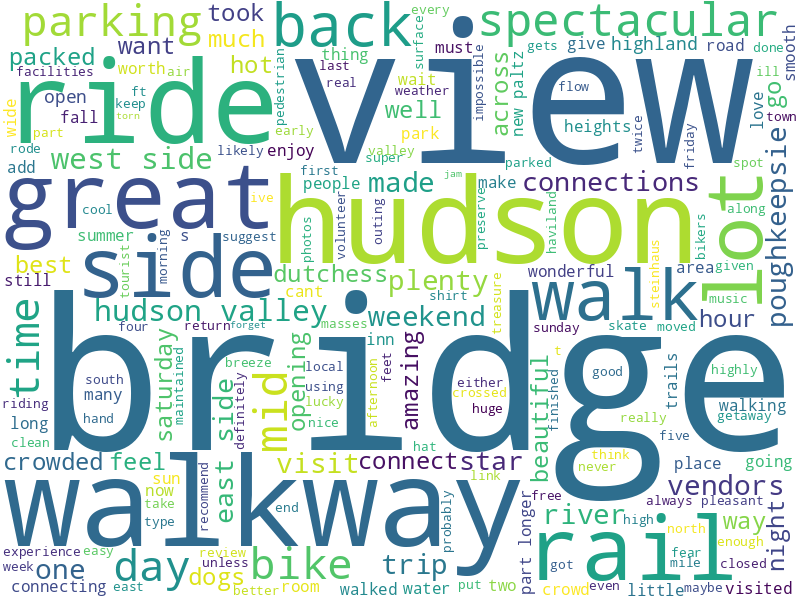 parking
took
back
every
spectacular
packed
want
much
surface
must
gets
give
highland
road
done
smooth
facilities
worth
air
hot
thing
pedestrian
last
real
wait
weather
impossible
across
new paltz
flow
air
ill
go
wide
open
ft
keep
ride
view
well
heights
twice
friday
love
town
fall
torn
part
park
rode
likely
enjoy
early
valley
super
parked
spot
add
west side
first
people
made
jam
make
connections
great
cool
ive
hudson
lot
poughkeepsie
summer
s
suggest
photos
volunteer
outing
preserve
haviland
bikers
along
best
tourist
morning
side
dutchess
plenty
wonderful
area
given
still
cant
shirt
treasure
walk
steinhaus
music
time
hudson valley
inn
weekend
sunday
skate
moved
hour
four
return
forget
masses
saturday
maintained
breeze
opening
local
feet
amazing
bridge
good
trails
highly
south
many
definitely
mid
using
lucky
afternoon
either
crossed
huge
beautiful
finished
t
walking
getaway
riding
long
hand
nice
really
five
clean
hat
think
never
place
going
crowded
feel
east side
visit
connect
star
link
vendors
sun
now
take
type
recommend
end
probably
free
always pleasant
walkway
part longer
river
high
north
way
night
experience
easy
review
unless
rail
fear
mile
enough
closed
week
one
day
bike
trip
got
connecting
east
dogs
better
room
walked
water
put
two
crowd
even
little
maybe
visited